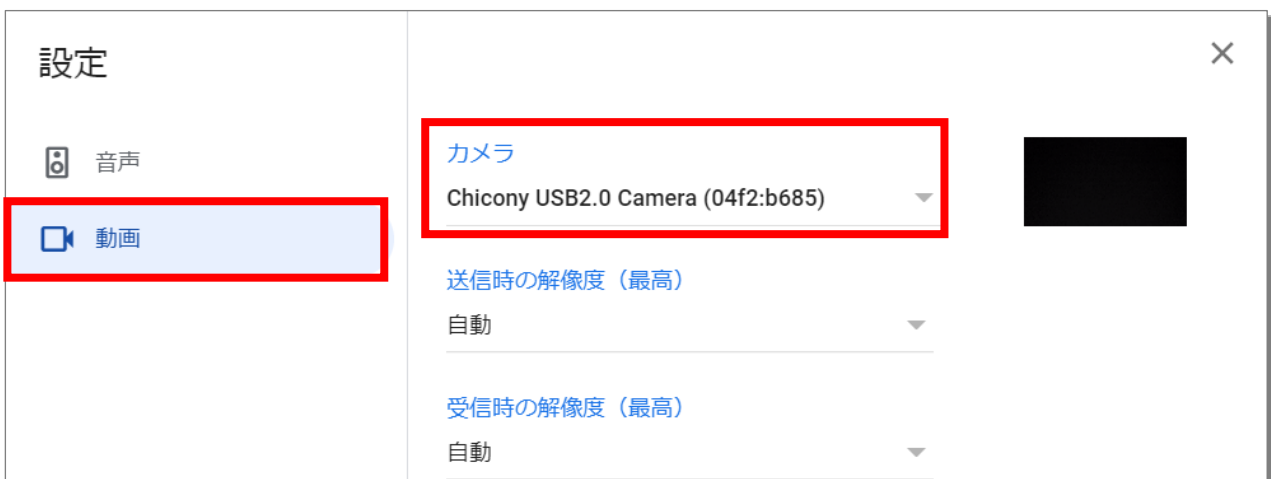 設定
音声
動画
カメラ
Chicony USB2.0 Camera (04f2:b685)
送信時の解像度（最高）
自動
受信時の解像度（最高）
自動